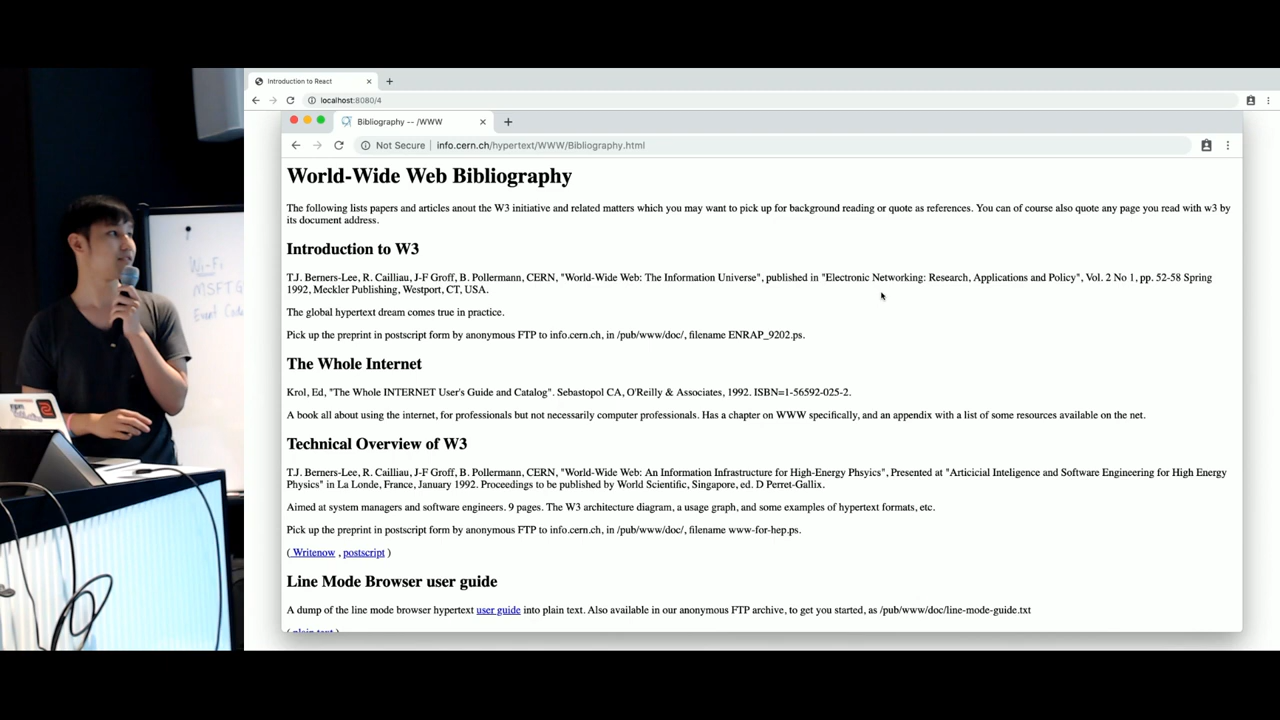 Introduction to React
localhost:8080/4
Bibliography -- /WWW
Not Secure | info.cern.ch/hypertext/WWW/Bibliography.html
World-Wide Web Bibliography
The following lists papers and articles anout the W3 initiative and related matters which you may want to pick up for background reading or quote as references. You can of course also quote any page you read with w3 by
its document address.
Introduction to W3
T.J. Berners-Lee, R. Cailliau, J-F Groff, B. Pollermann, CERN, "World-Wide Web: The Information Universe", published in "Electronic Networking: Research, Applications and Policy", Vol. 2 No 1, pp. 52-58 Spring
1992, Meckler Publishing, Westport, CT, USA.
The global hypertext dream comes true in practice.
Pick up the preprint in postscript form by anonymous FTP to info.cern.ch, in /pub/www/doc/, filename ENRAP_9202.ps.
The Whole Internet
Krol, Ed, "The Whole INTERNET User's Guide and Catalog". Sebastopol CA, O'Reilly & Associates, 1992. ISBN=1-56592-025-2.
A book all about using the internet, for professionals but not necessarily computer professionals. Has a chapter on WWW specifically, and an appendix with a list of some resources available on the net.
Technical Overview of W3
T.J. Berners-Lee, R. Cailliau, J-F Groff, B. Pollermann, CERN, "World-Wide Web: An Information Infrastructure for High-Energy Phsyics", Presented at "Articicial Inteligence and Software Engineering for High Energy
Physics" in La Londe, France, January 1992. Proceedings to be published by World Scientific, Singapore, ed. D Perret-Gallix.
Aimed at system managers and software engineers. 9 pages. The W3 architecture diagram, a usage graph, and some examples of hypertext formats, etc.
Pick up the preprint in postscript form by anonymous FTP to info.cern.ch, in /pub/www/doc/, filename www-for-hep.ps.
( Writenow , postscript )
Line Mode Browser user guide
A dump of the line mode browser hypertext user guide into plain text. Also available in our anonymous FTP archive, to get you started, as /pub/www/doc/line-mode-guide.txt
( plain text )
Wi-Fi
MSFTG
Event Code